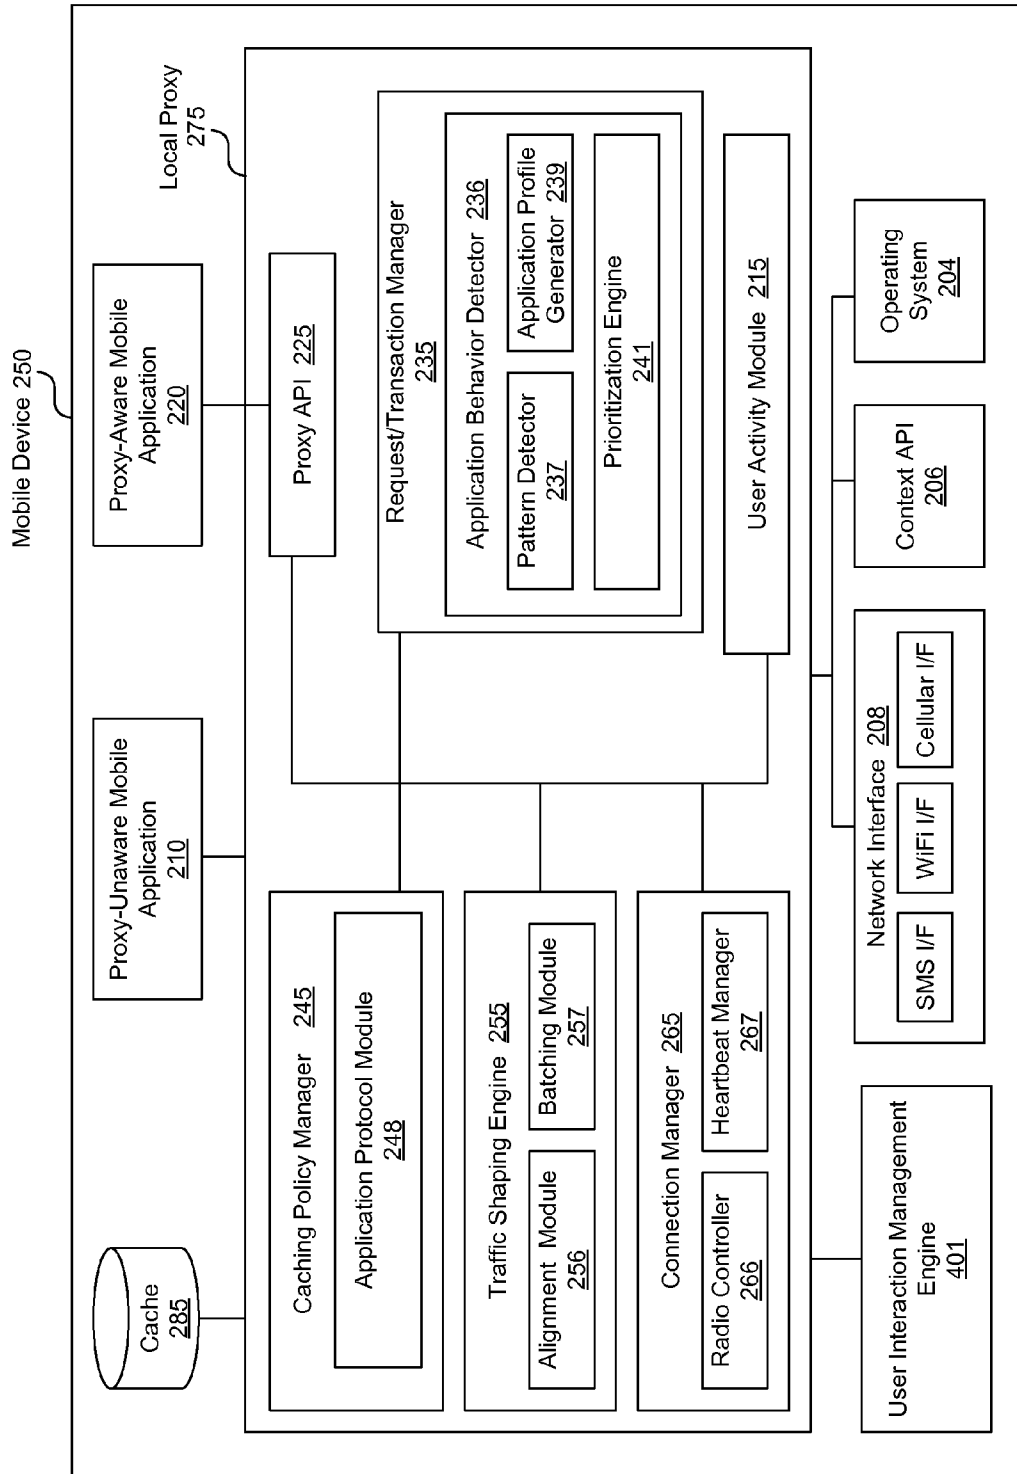 Mobile Device 250
Local Proxy
275
Cache
285
Proxy-Unaware Mobile
Application
210
Proxy-Aware Mobile
Application
220
Caching Policy Manager 245
Application Protocol Module
248
Proxy API 225
Traffic Shaping Engine 255
Alignment Module
256
Batching Module
257
Request/Transaction Manager
235
Application Behavior Detector 236
Pattern Detector
237
Application Profile
Generator 239
Prioritization Engine
241
Connection Manager 265
Radio Controller
266
Heartbeat Manager
267
User Activity Module 215
User Interaction Management
Engine
401
Network Interface 208
SMS I/F
WiFi I/F
Cellular I/F
Context API
206
Operating
System
204